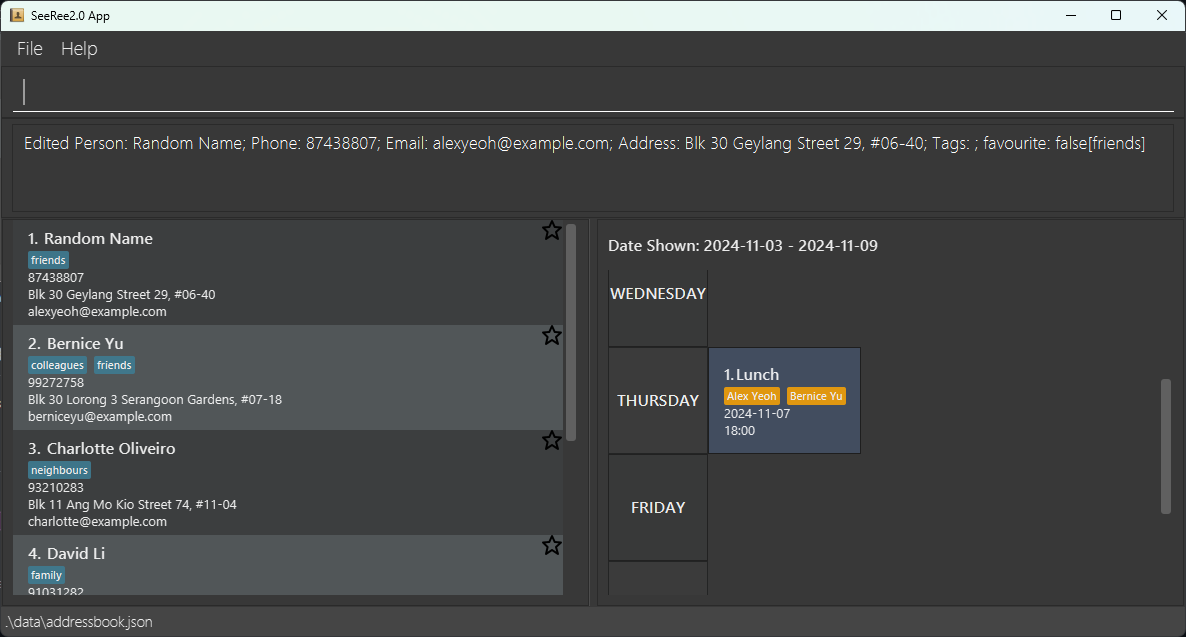 SeeRee2.0 App
File Help
Edited Person: Random Name; Phone: 87438807; Email: alexyeoh@example.com; Address: Blk 30 Geylang Street 29, #06-40; Tags: ; favourite: false[friends]
1. Random Name
friends
87438807
Blk 30 Geylang Street 29, #06-40
alexyeoh@example.com
2. Bernice Yu
colleagues friends
99272758
Blk 30 Lorong 3 Serangoon Gardens, #07-18
berniceyu@example.com
3. Charlotte Oliveiro
neighbours
93210283
Blk 11 Ang Mo Kio Street 74, #11-04
charlotte@example.com
4. David Li
family
91031282
Date Shown: 2024-11-03 - 2024-11-09
WEDNESDAY
THURSDAY
1. Lunch
Alex Yeoh Bernice Yu
2024-11-07
18:00
FRIDAY
.\data\addressbook.json